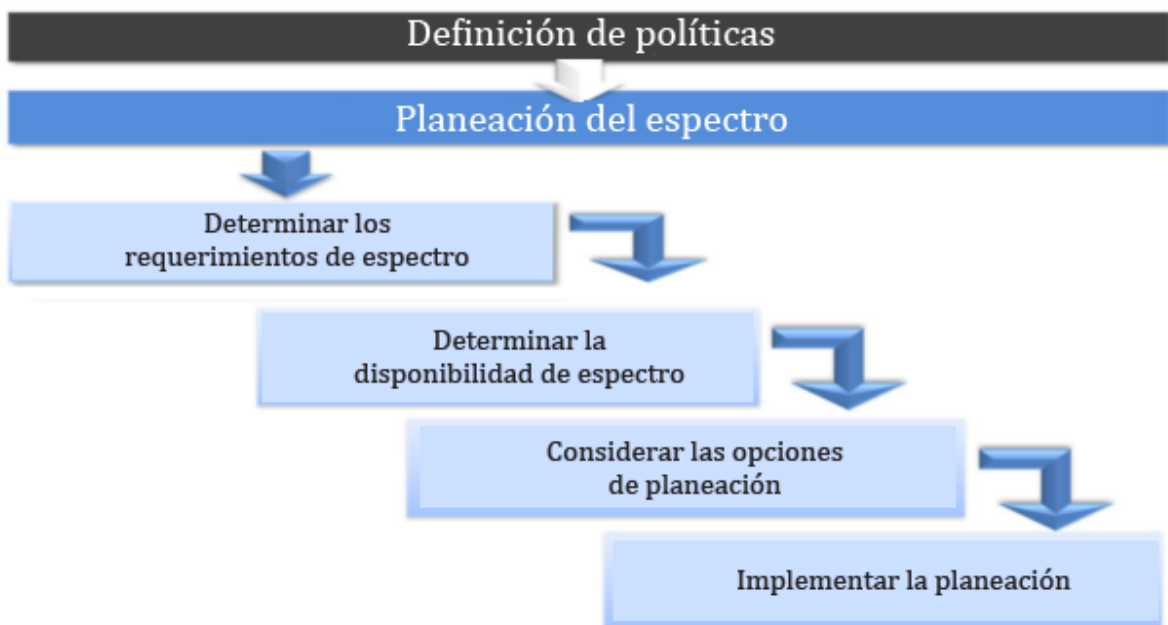 Definición de políticas
Planeación del espectro
Determinar los
requerimientos de espectro
Determinar la
disponibilidad de espectro
Considerar las opciones
de planeación
Implementar la planeación